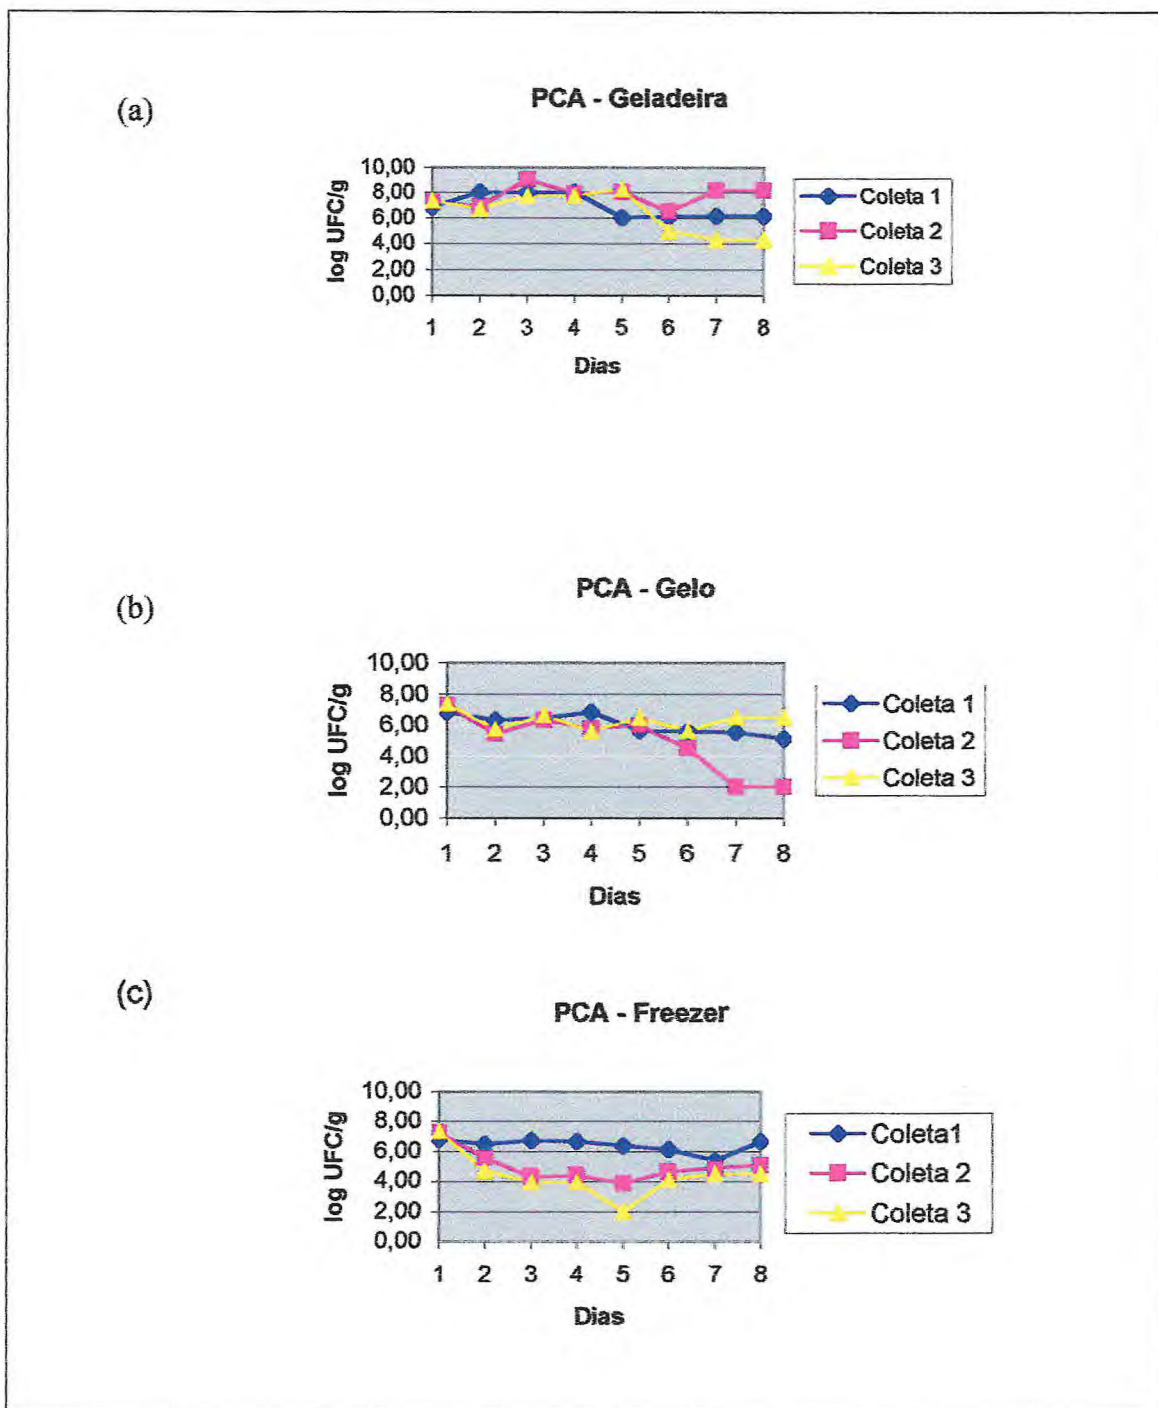 (a)
PCA - Geladeira
10,00
8,00
6,00
4,00
2,00
0,00
log UFC/g
1 2 3 4 5 6 7 8
Dias
Coleta 1
Coleta 2
Coleta 3
(b)
PCA - Gelo
10,00
8,00
6,00
4,00
2,00
0,00
log UFC/g
1 2 3 4 5 6 7 8
Dias
Coleta 1
Coleta 2
Coleta 3
(c)
PCA - Freezer
10,00
8,00
6,00
4,00
2,00
0,00
log UFC/g
1 2 3 4 5 6 7 8
Dias
Coleta1
Coleta 2
Coleta 3